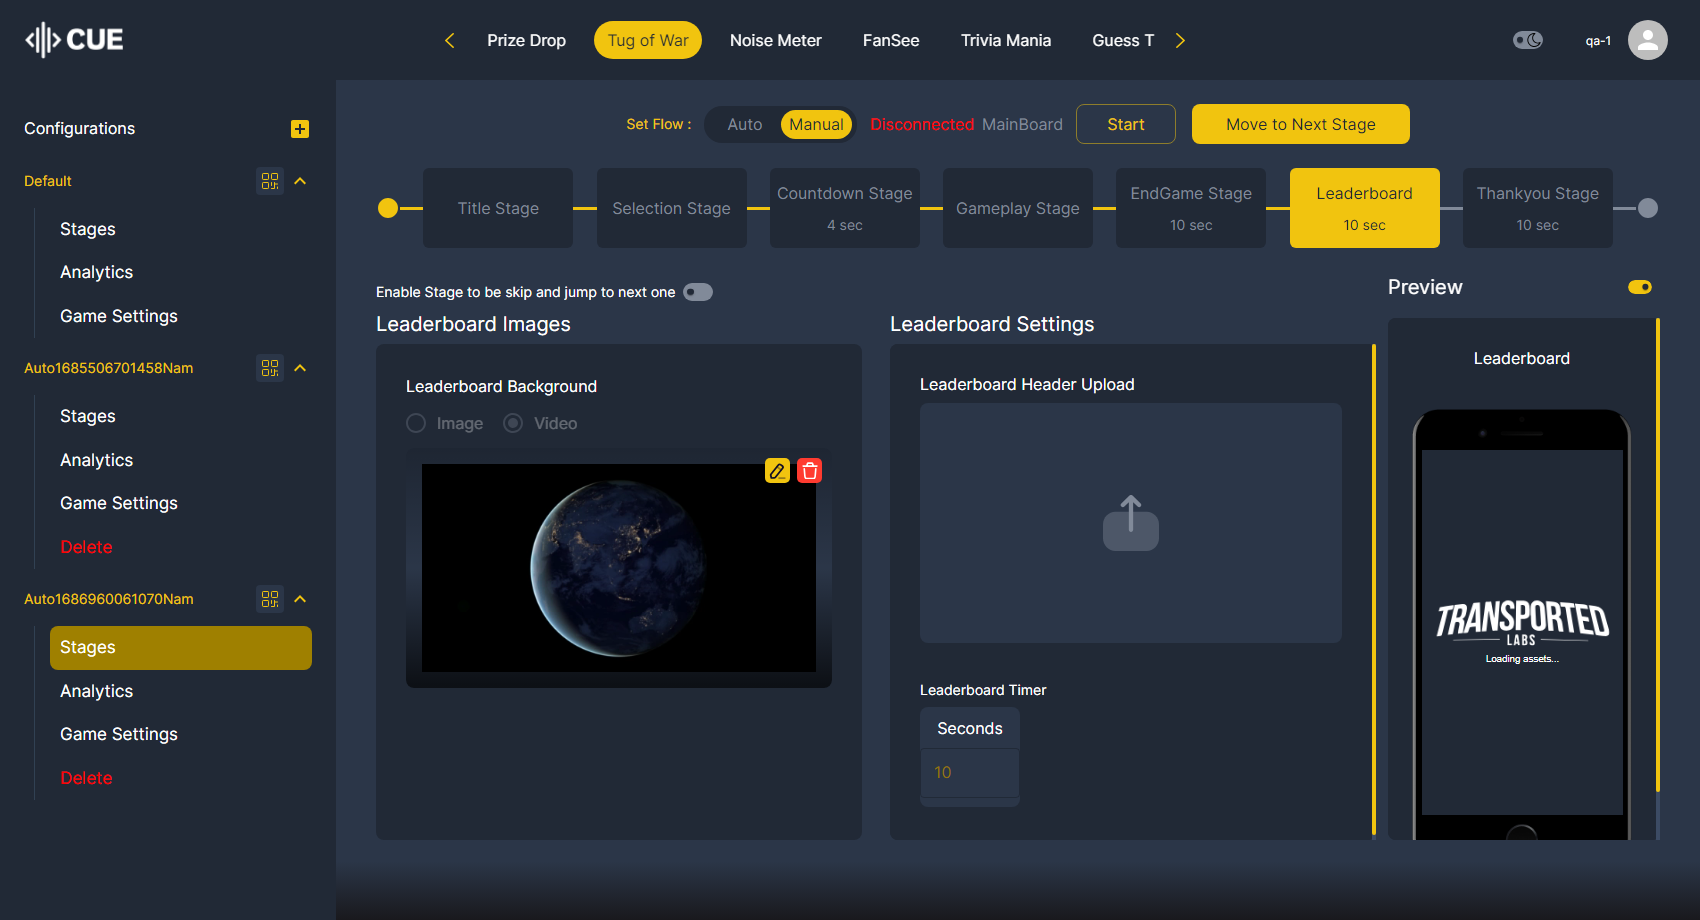 CUE
Prize Drop
Tug of War
Noise Meter
FanSee
Trivia Mania
Guess T
qa-1
Configurations
Default
Stages
Analytics
Game Settings
Auto1685506701458Nam
Stages
Analytics
Game Settings
Delete
Auto1686960061070Nam
Stages
Analytics
Game Settings
Delete
Set Flow :
Auto
Manual
Disconnected MainBoard
Start
Move to Next Stage
Title Stage
Selection Stage
Countdown Stage
4 sec
Gameplay Stage
EndGame Stage
10 sec
Leaderboard
10 sec
Thankyou Stage
10 sec
Enable Stage to be skip and jump to next one
Leaderboard Images
Leaderboard Background
Image
Video
Leaderboard Settings
Leaderboard Header Upload
Leaderboard Timer
Seconds
10
Preview
Leaderboard
TRANSPORTED
LABS
Loading assets...